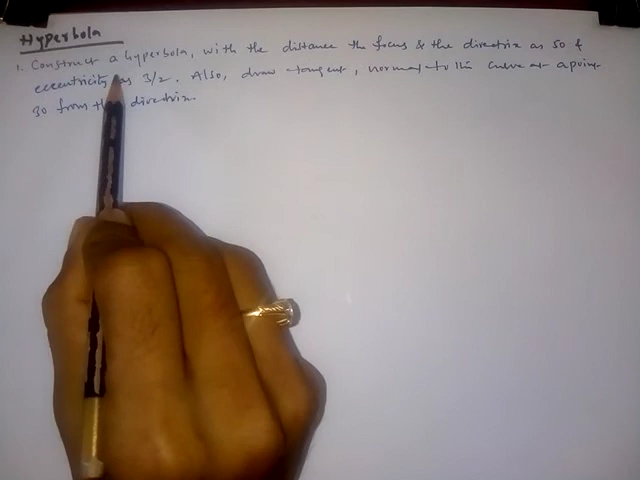 Hyperbola
1. Construct a hyperbola, with the distance the focus & the directrix as 50 &
eccentricity as 3/2. Also, draw tangent, normal to the curve at a point
30 from the directrix.